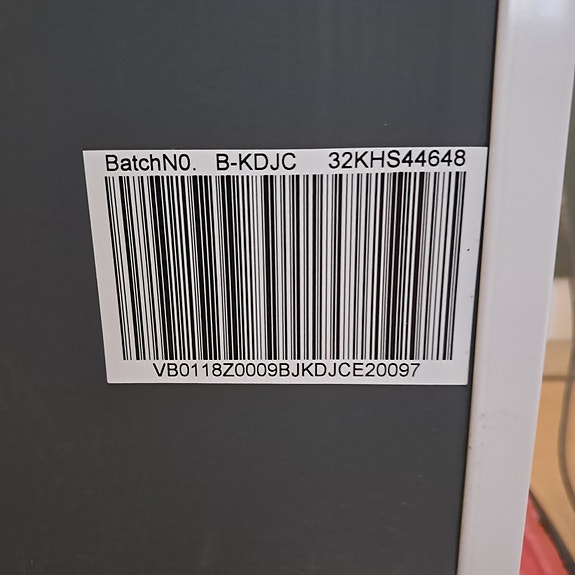 BatchN0. B-KDJC 32KHS44648
VB0118Z0009BJKDJCE20097